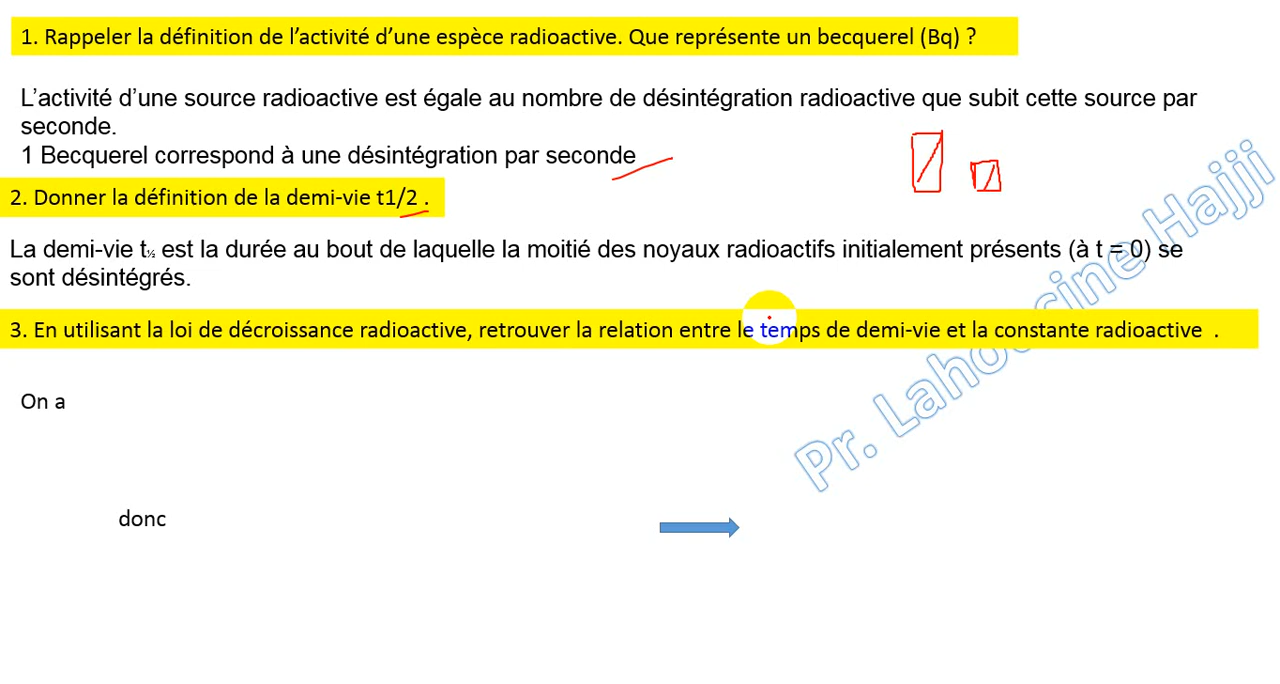 1. Rappeler la définition de l’activité d’une espèce radioactive. Que représente un becquerel (Bq) ?
L’activité d’une source radioactive est égale au nombre de désintégration radioactive que subit cette source par
seconde.
1 Becquerel correspond à une désintégration par seconde
2. Donner la définition de la demi-vie t1/2 .
La demi-vie t½ est la durée au bout de laquelle la moitié des noyaux radioactifs initialement présents (à t = 0) se
sont désintégrés.
3. En utilisant la loi de décroissance radioactive, retrouver la relation entre le temps de demi-vie et la constante radioactive .
On a
donc
Pr. Lahoucine Hajji